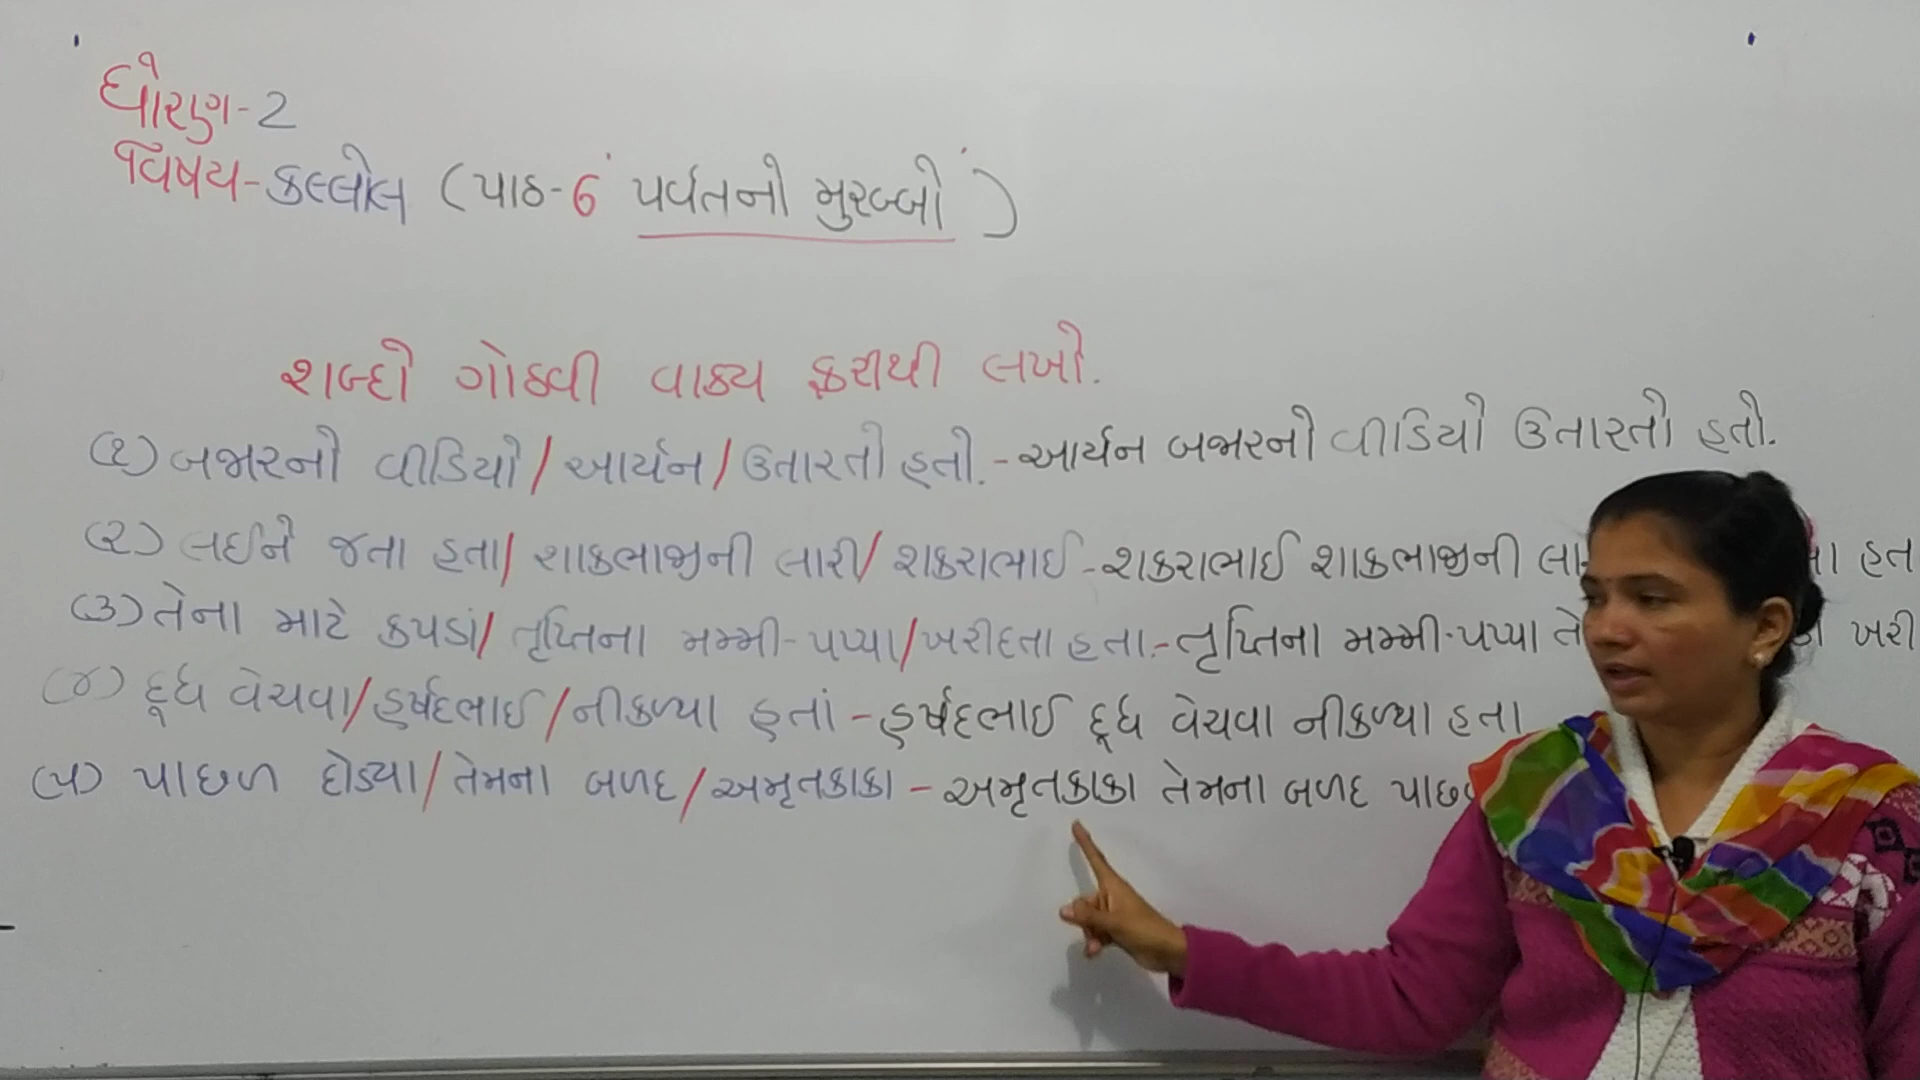 ધોરણ-2
વિષય-કલ્લોલ (પાઠ-6 પર્વતનો મુરબ્બો)
શબ્દો ગોઠવી વાક્ય ફરીથી લખો.
(૧) બજારનો વીડિયો/આર્યન/ઉતારતો હતો.-આર્યન બજારનો વીડિયો ઉતારતો હતો.
(૨) લઈને જતા હતા/શાકભાજીની લારી/શકરાભાઈ-શકરાભાઈ શાકભાજીની હતા
(૩) તેના માટે કપડાં/તૃપ્તિના મમ્મી-પપ્પા/ખરીદતા હતા.-તૃપ્તિના મમ્મી-પપ્પા
(૪) દૂધ વેચવા/હર્ષદભાઈ/નીકળ્યા હતાં-હર્ષદભાઈ દૂધ વેચવા નીકળ્યા હતા
(૫) પાછળ દોડ્યા/તેમના બળદ/અમૃતકાકા-અમૃતકાકા તેમના બળદ